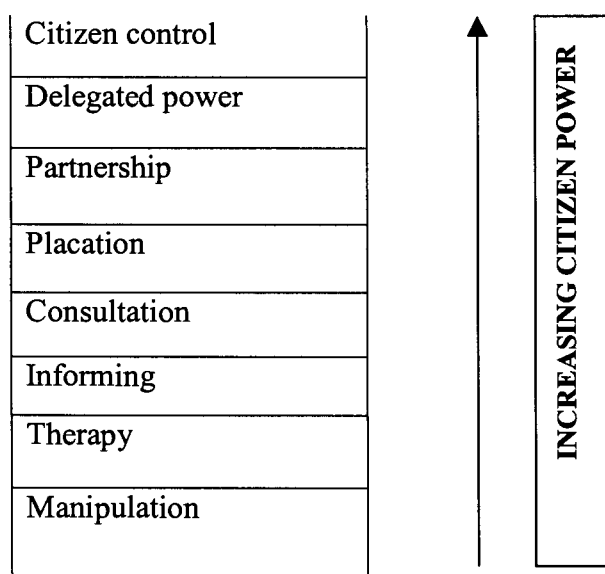 Citizen control
Delegated power
Partnership
Placation
Consultation
Informing
Therapy
Manipulation
INCREASING CITIZEN POWER